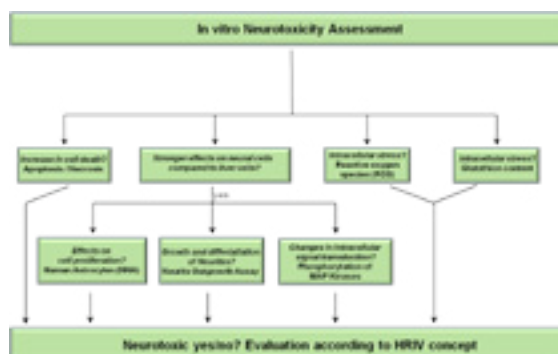 In vitro Neurotoxicity Assessment
Increase in cell death?
Apoptosis / Necrosis
Stronger effects on neural cells
compared to liver cells?
Intracellular stress?
Reactive oxygen
species (ROS)
Intracellular stress?
Glutathion content
Effects on
cell proliferation?
Human Astrocytes
Growth and differentiation
of Neurites?
Neurite Outgrowth Assay
Changes in intracellular
signal transduction?
Phosphorylation of
MAP Kinases
Neurotoxic yes/no? Evaluation according to HRIV concept